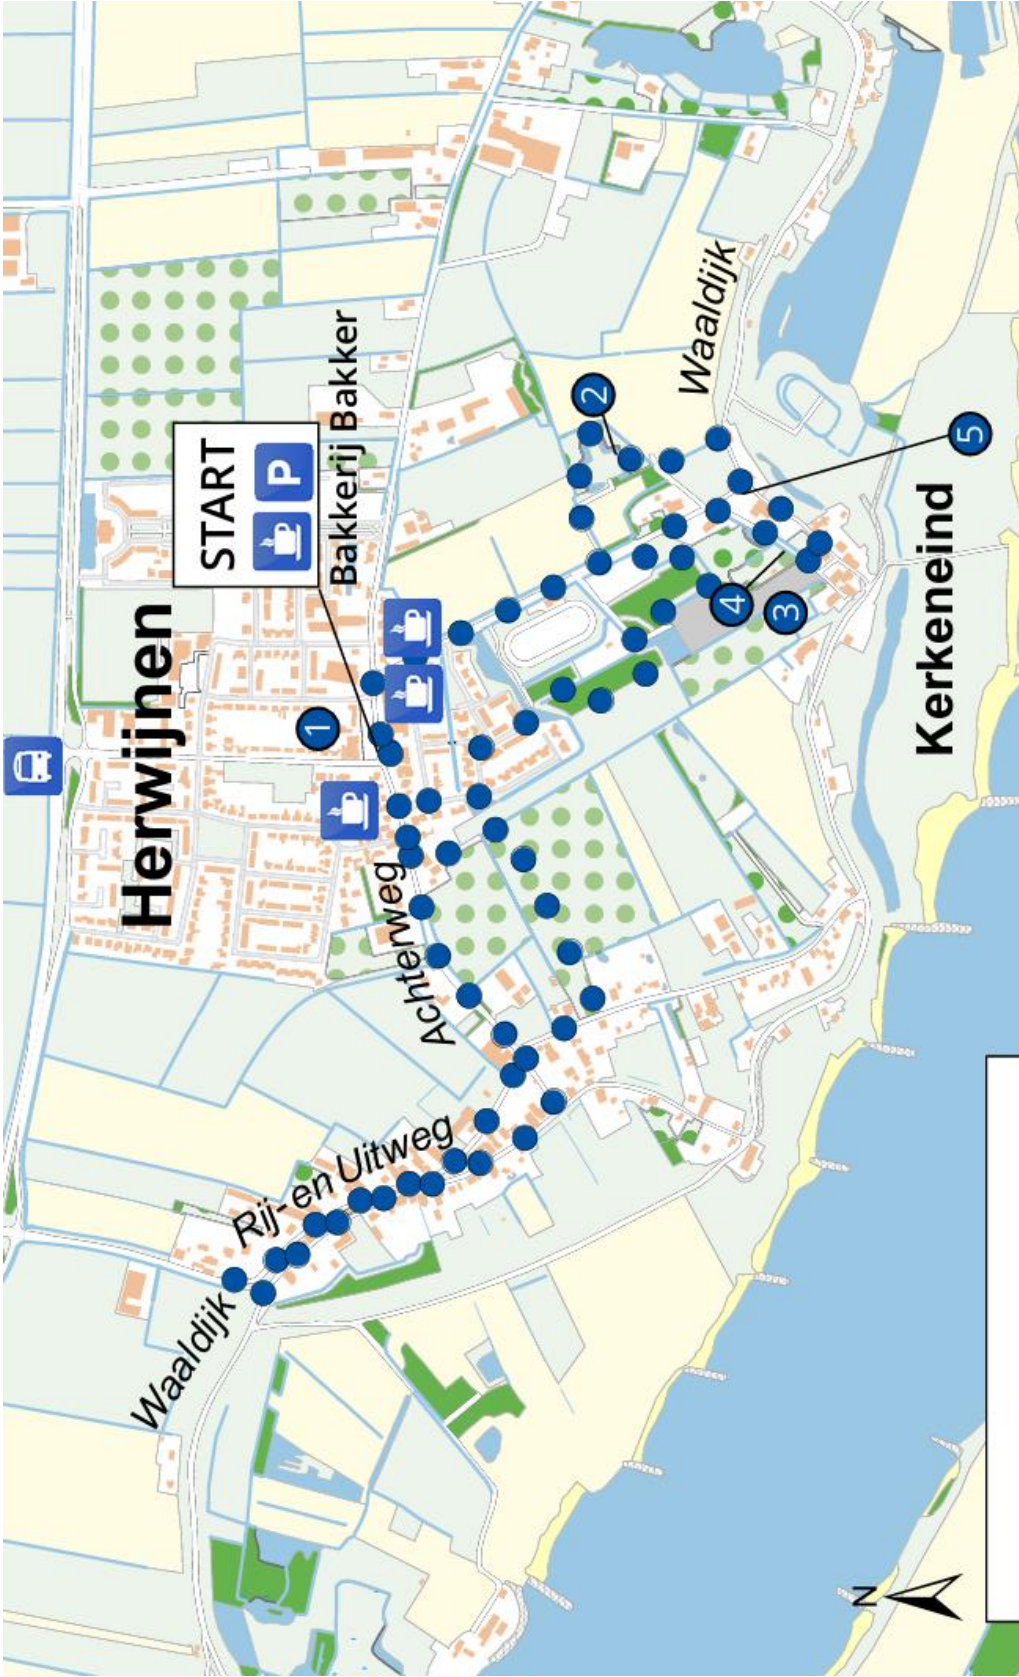 Herwijnen
START
P
Bakkerij Bakker
1
Achterweg
Rij- en Uitweg
Waaldijk
2
Waaldijk
4
3
5
Kerkeneind
N